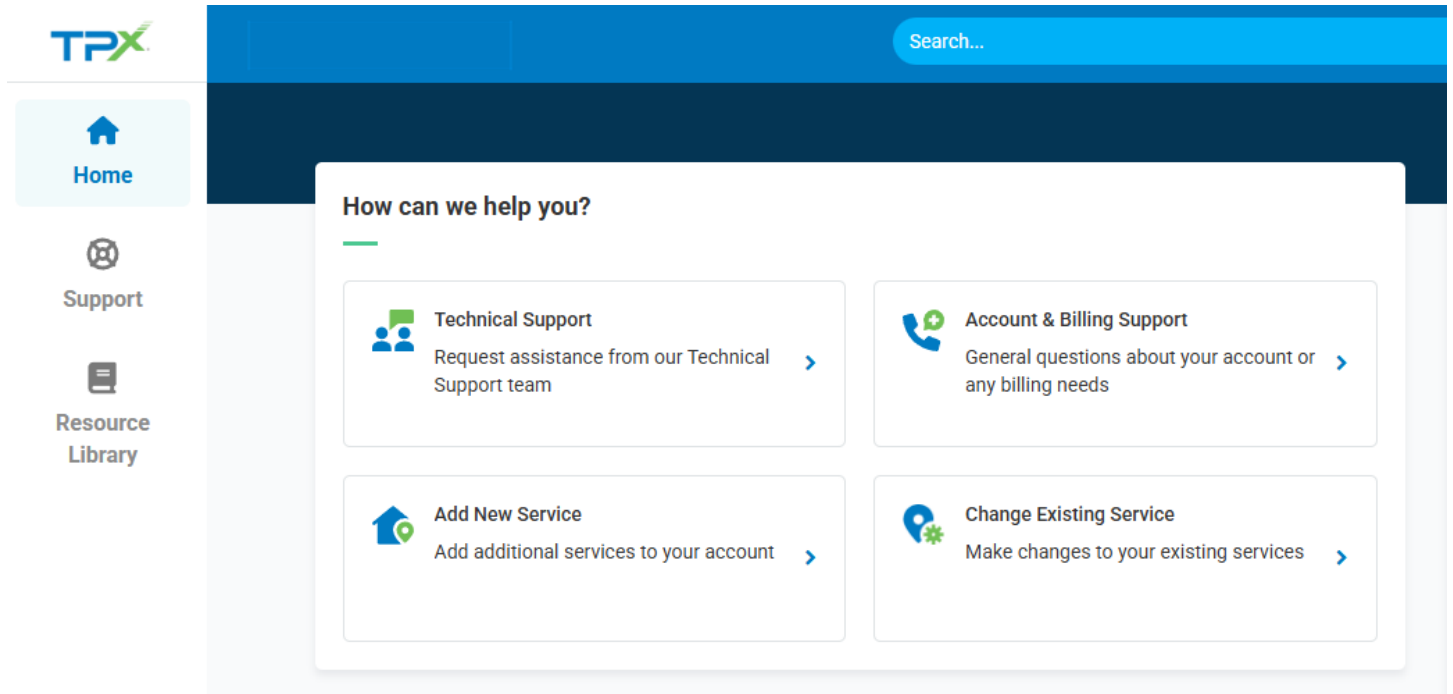 TPX
Search...
Home
Support
Resource
Library
How can we help you?
Technical Support
Request assistance from our Technical
Support team
Account & Billing Support
General questions about your account or
any billing needs
Add New Service
Add additional services to your account
Change Existing Service
Make changes to your existing services